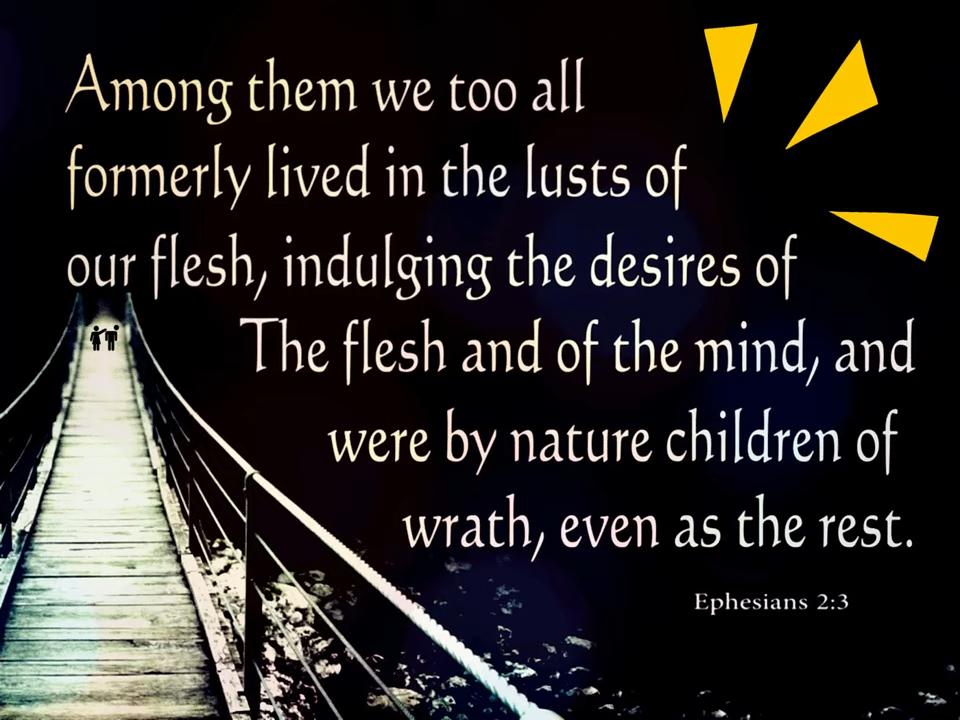 Among them we too all
formerly lived in the lusts of
our flesh, indulging the desires of
The flesh and of the mind, and
were by nature children of
wrath, even as the rest.
Ephesians 2:3